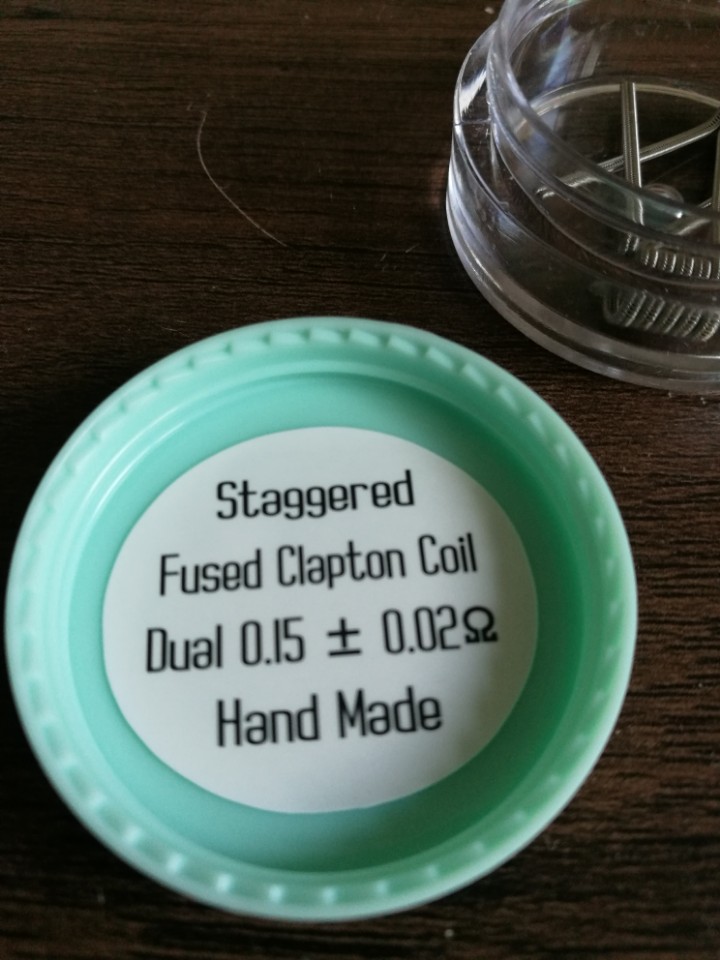 Staggered
Fused Clapton Coil
Dual 0.15 ± 0.02Ω
Hand Made